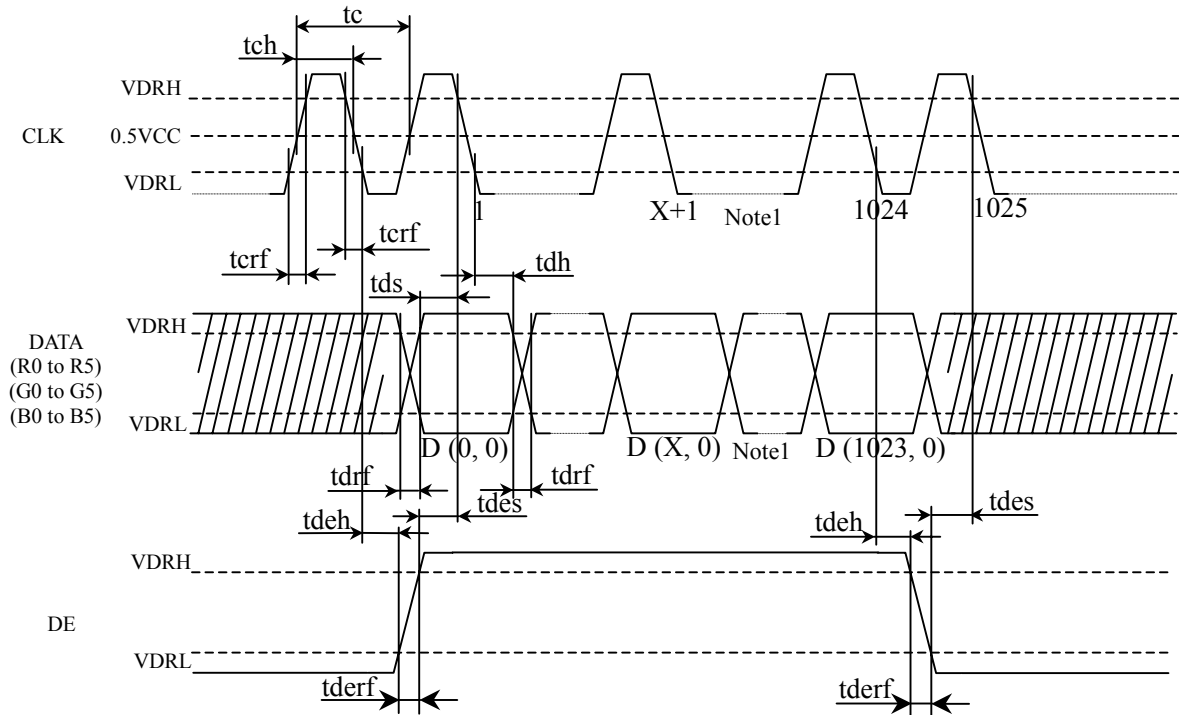 tc
tch
VDRH
CLK
0.5VCC
VDRL
1
X+1
Note1
1024
1025
tcrf
tcrf
tdh
tds
VDRH
DATA
(R0 to R5)
(G0 to G5)
(B0 to B5)
VDRL
D (0, 0)
D (X, 0)
Note1
D (1023, 0)
tdrf
tdrf
tdeh
tdes
tdeh
tdes
VDRH
DE
VDRL
tderf
tderf